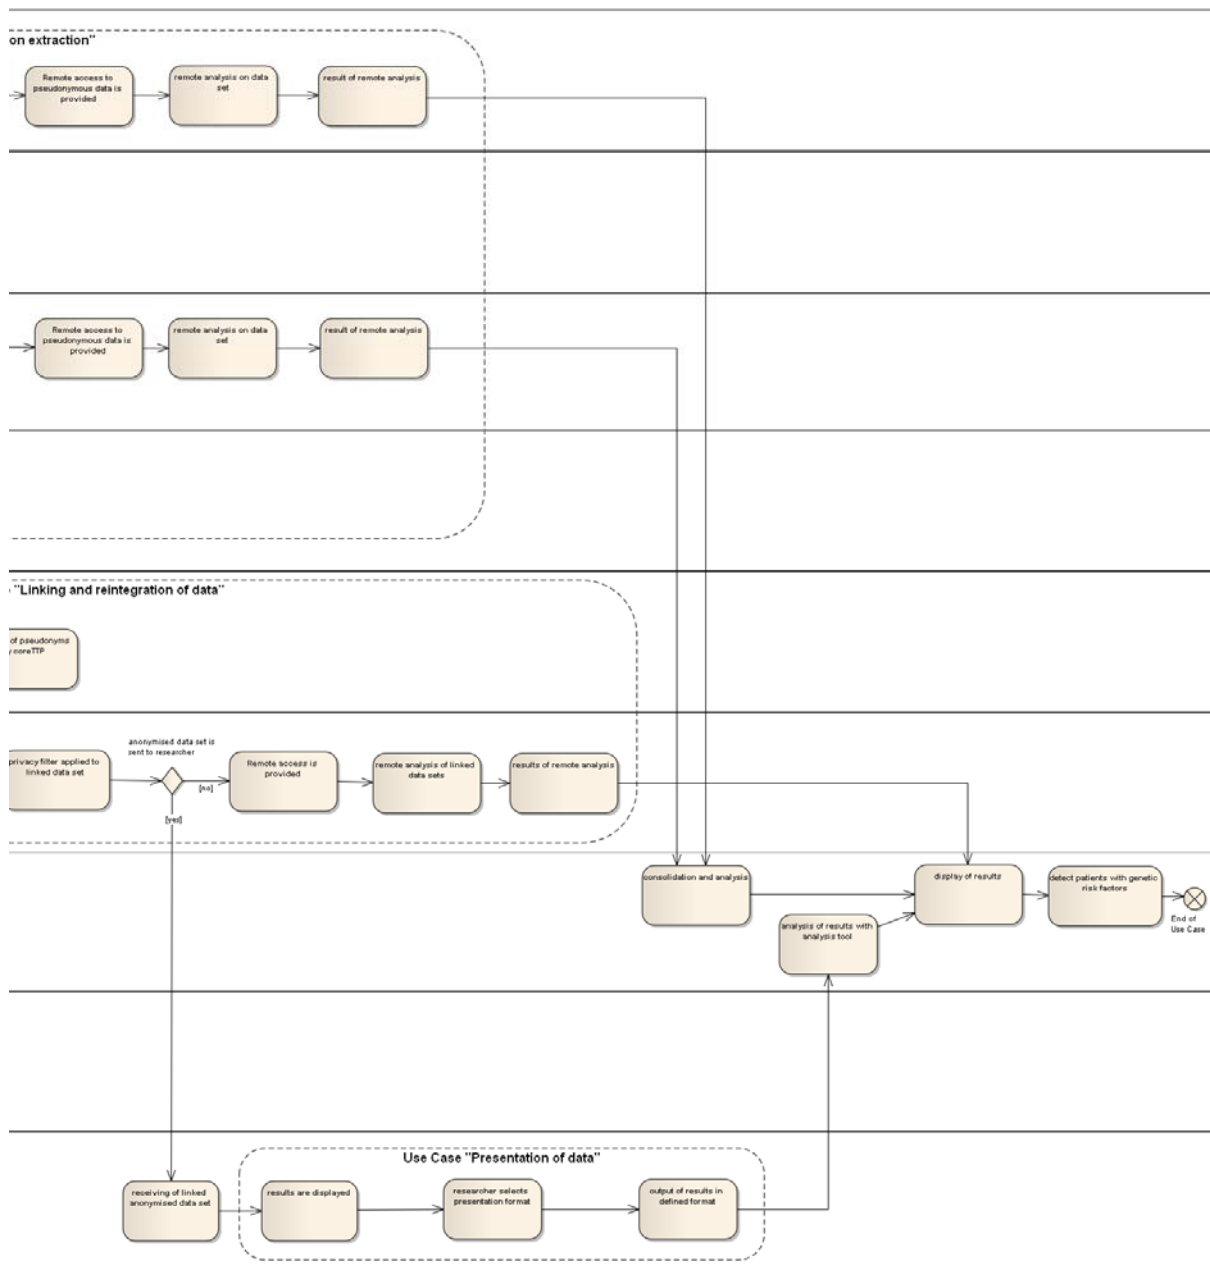 on extraction"
Remote access to
pseudonymous data is
provided
remote analysis on data
set
result of remote analysis
Remote access to
pseudonymous data is
provided
remote analysis on data
set
result of remote analysis
"Linking and reintegration of data"
of pseudonyms
coreTTP
anonymised data set is
sent to researcher
privacy filter applied to
linked data set
[no]
[yes]
Remote access is
provided
remote analysis of linked
data sets
results of remote analysis
consolidation and analysis
display of results
detect patients with genetic
risk factors
End of
Use Case
analysis of results with
analysis tool
Use Case "Presentation of data"
receiving of linked
anonymised data set
results are displayed
researcher selects
presentation format
output of results in
defined format